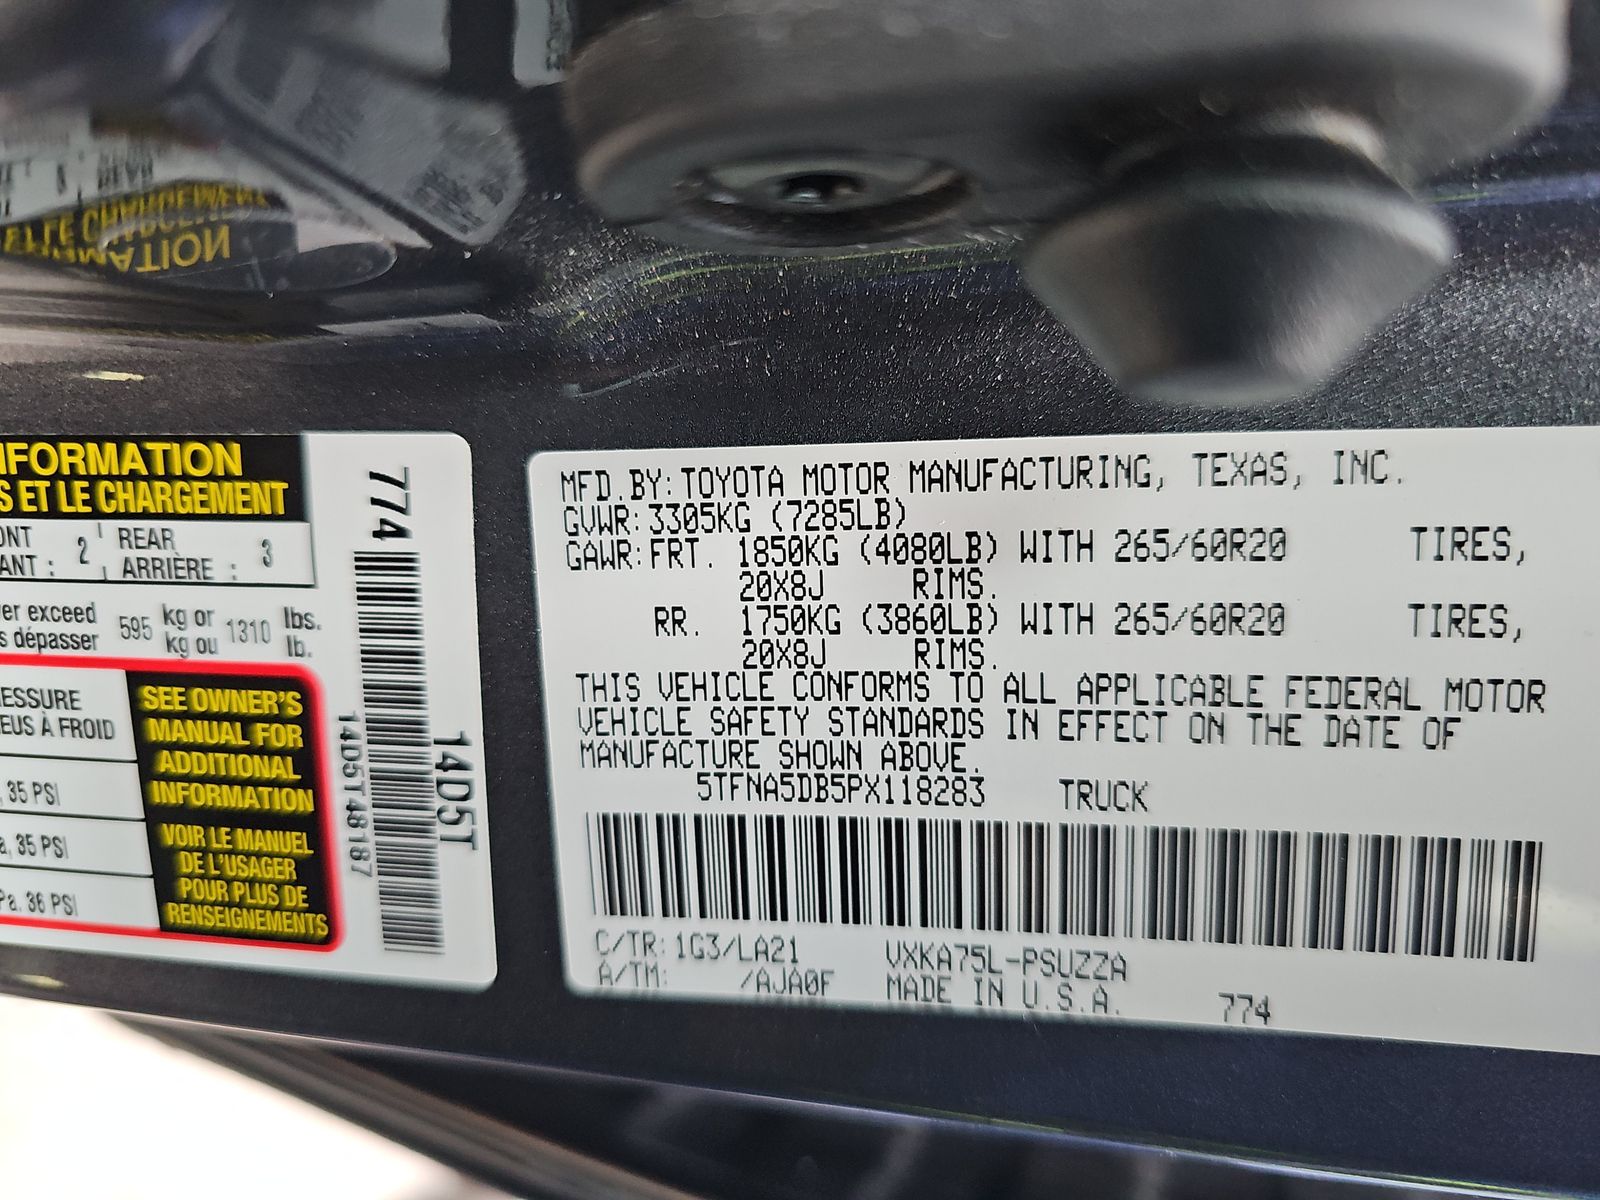 NFORMATION
S ET LE CHARGEMENT
ONT
ANT : 2
REAR
ARRIÈRE : 3
ver exceed
s dépasser
595
kg or
kg ou
1310
lbs.
lb.
ESSURE
EUS À FROID
35 PSI
a, 35 PSI
Pa, 36 PSI
SEE OWNER'S
MANUAL FOR
ADDITIONAL
INFORMATION
VOIR LE MANUEL
DE L'USAGER
POUR PLUS DE
RENSEIGNEMENTS
774
14D5T48187
14D5T
MFD.BY: TOYOTA MOTOR MANUFACTURING, TEXAS, INC.
GVWR: 3305KG (7285LB)
GAWR: FRT. 1850KG (4080LB) WITH 265/60R20 TIRES,
20X8J RIMS.
RR. 1750KG (3860LB) WITH 265/60R20 TIRES,
20X8J RIMS.
THIS VEHICLE CONFORMS TO ALL APPLICABLE FEDERAL MOTOR
VEHICLE SAFETY STANDARDS IN EFFECT ON THE DATE OF
MANUFACTURE SHOWN ABOVE.
5TFNA5DB5PX118283 TRUCK
C/TR: 1G3/LA21 VXKA75L-PSUZZA
A/TM: /AJA0F MADE IN U.S.A. 774